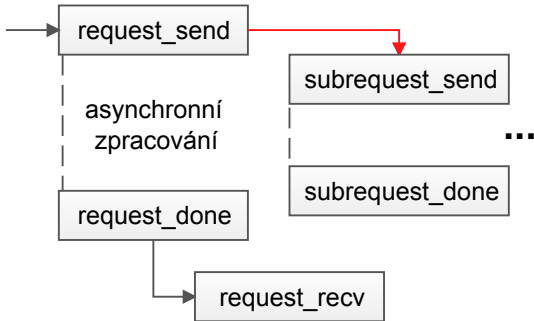 request_send
subrequest_send
asynchronní
zpracování
...
subrequest_done
request_done
request_recv